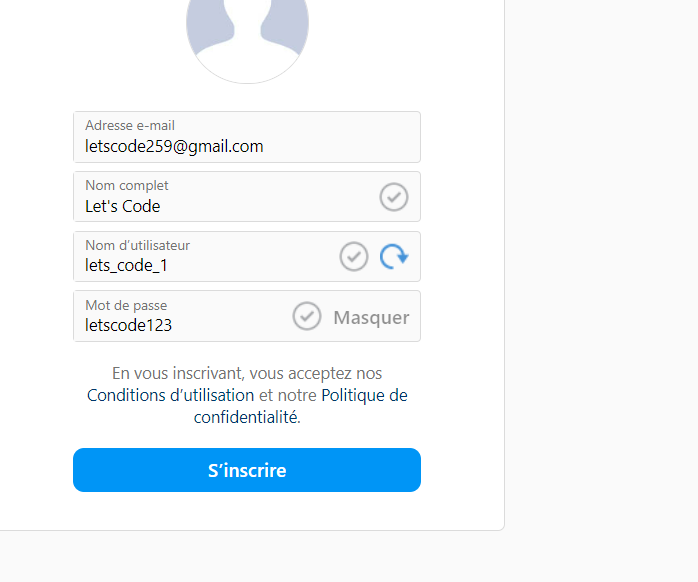 Adresse e-mail
letscode259@gmail.com
Nom complet
Let's Code
Nom d'utilisateur
lets_code_1
Mot de passe
letscode123
Masquer
En vous inscrivant, vous acceptez nos
Conditions d’utilisation et notre Politique de
confidentialité.
S’inscrire